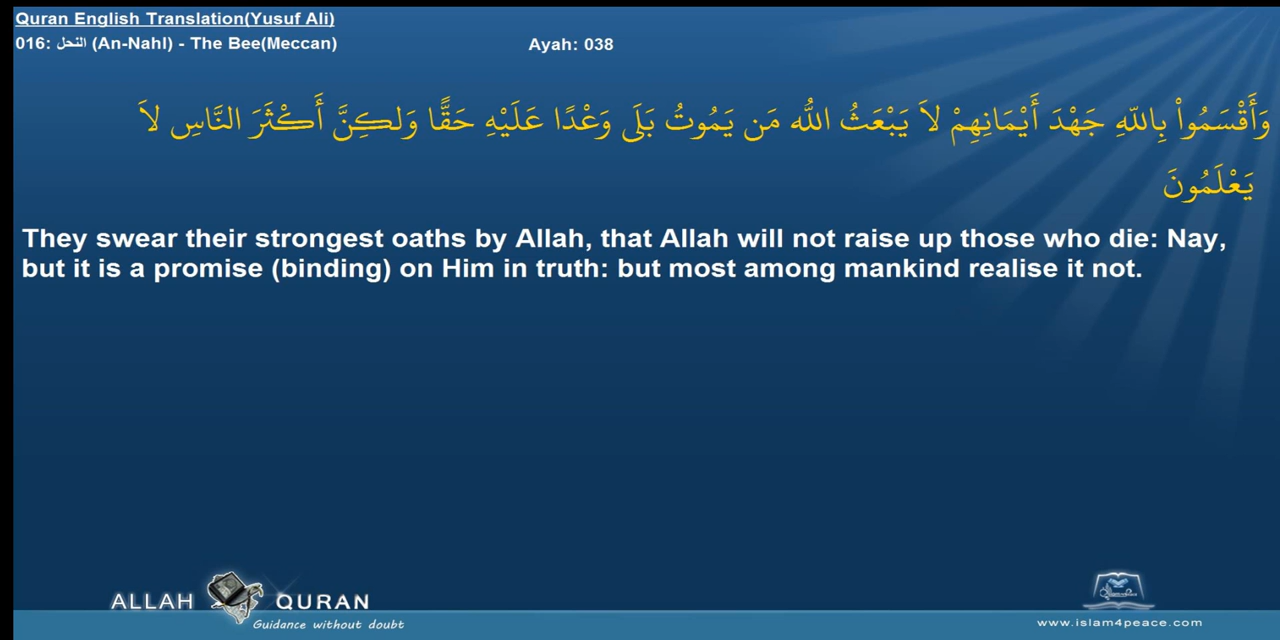 Quran English Translation(Yusuf Ali)
016: النحل (An-Nahl) - The Bee(Meccan)
Ayah: 038
وَأَقْسَمُواْ بِاللّهِ جَهْدَ أَيْمَانِهِمْ لاَ يَبْعَثُ اللّهُ مَن يَمُوتُ بَلَى وَعْدًا عَلَيْهِ حَقًّا وَلَكِنَّ أَكْثَرَ النَّاسِ لاَ
يَعْلَمُونَ
They swear their strongest oaths by Allah, that Allah will not raise up those who die: Nay,
but it is a promise (binding) on Him in truth: but most among mankind realise it not.
ALLAH QURAN
Guidance without doubt
www.islam4peace.com